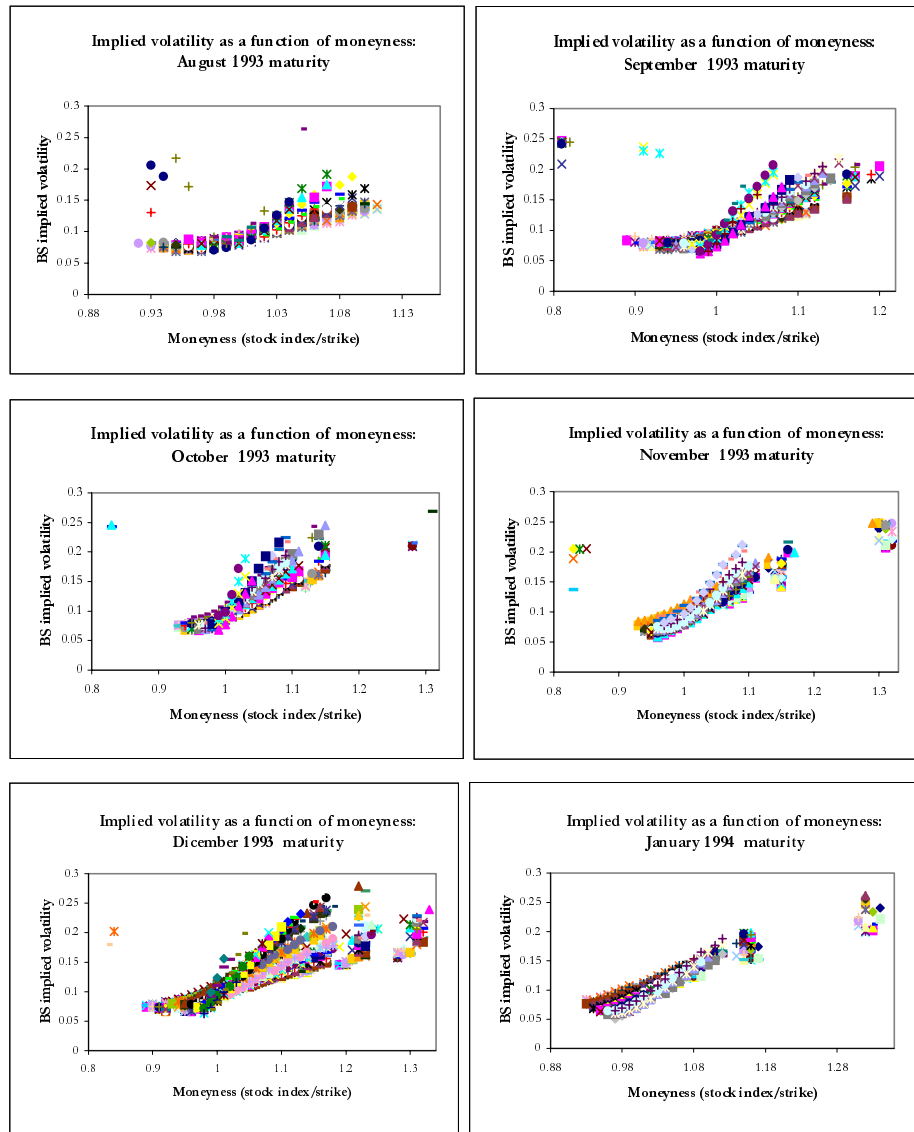 Implied volatility as a function of moneyness:
August 1993 maturity
BS implied volatility
0.3
0.25
0.2
0.15
0.1
0.05
0
0.88 0.93 0.98 1.03 1.08 1.13
Moneyness (stock index/strike)
Implied volatility as a function of moneyness:
September 1993 maturity
BS implied volatility
0.3
0.25
0.2
0.15
0.1
0.05
0
0.8 0.9 1 1.1 1.2
Moneyness (stock index/strike)
Implied volatility as a function of moneyness:
October 1993 maturity
BS implied volatility
0.3
0.25
0.2
0.15
0.1
0.05
0
0.8 0.9 1 1.1 1.2 1.3
Moneyness (stock index/strike)
Implied volatility as a function of moneyness:
November 1993 maturity
BS implied volatility
0.3
0.25
0.2
0.15
0.1
0.05
0
0.8 0.9 1 1.1 1.2 1.3
Moneyness (stock index/strike)
Implied volatility as a function of moneyness:
Dicember 1993 maturity
BS implied volatility
0.3
0.25
0.2
0.15
0.1
0.05
0
0.8 0.9 1 1.1 1.2 1.3
Moneyness (stock index/strike)
Implied volatility as a function of moneyness:
January 1994 maturity
BS implied volatility
0.3
0.25
0.2
0.15
0.1
0.05
0
0.88 0.98 1.08 1.18 1.28
Moneyness (stock index/strike)